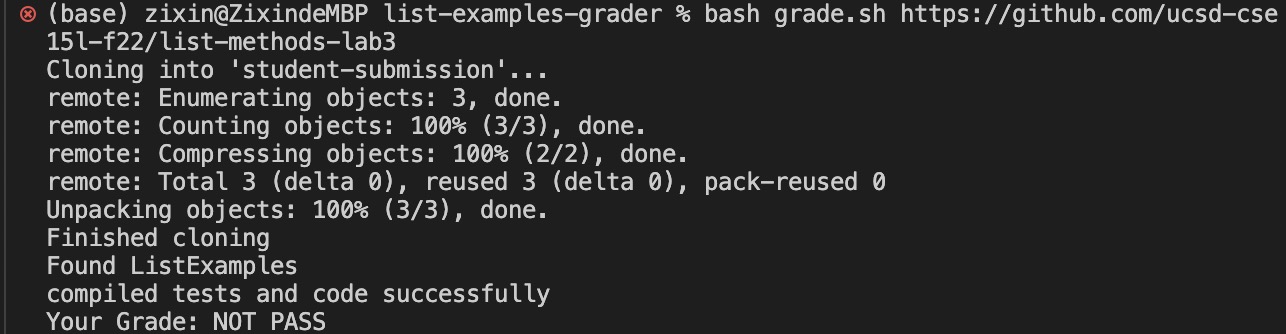 (base) zixin@ZixindeMBP list-examples-grader % bash grade.sh https://github.com/ucsd-cse
15l-f22/list-methods-lab3
Cloning into 'student-submission'...
remote: Enumerating objects: 3, done.
remote: Counting objects: 100% (3/3), done.
remote: Compressing objects: 100% (2/2), done.
remote: Total 3 (delta 0), reused 3 (delta 0), pack-reused 0
Unpacking objects: 100% (3/3), done.
Finished cloning
Found ListExamples
compiled tests and code successfully
Your Grade: NOT PASS